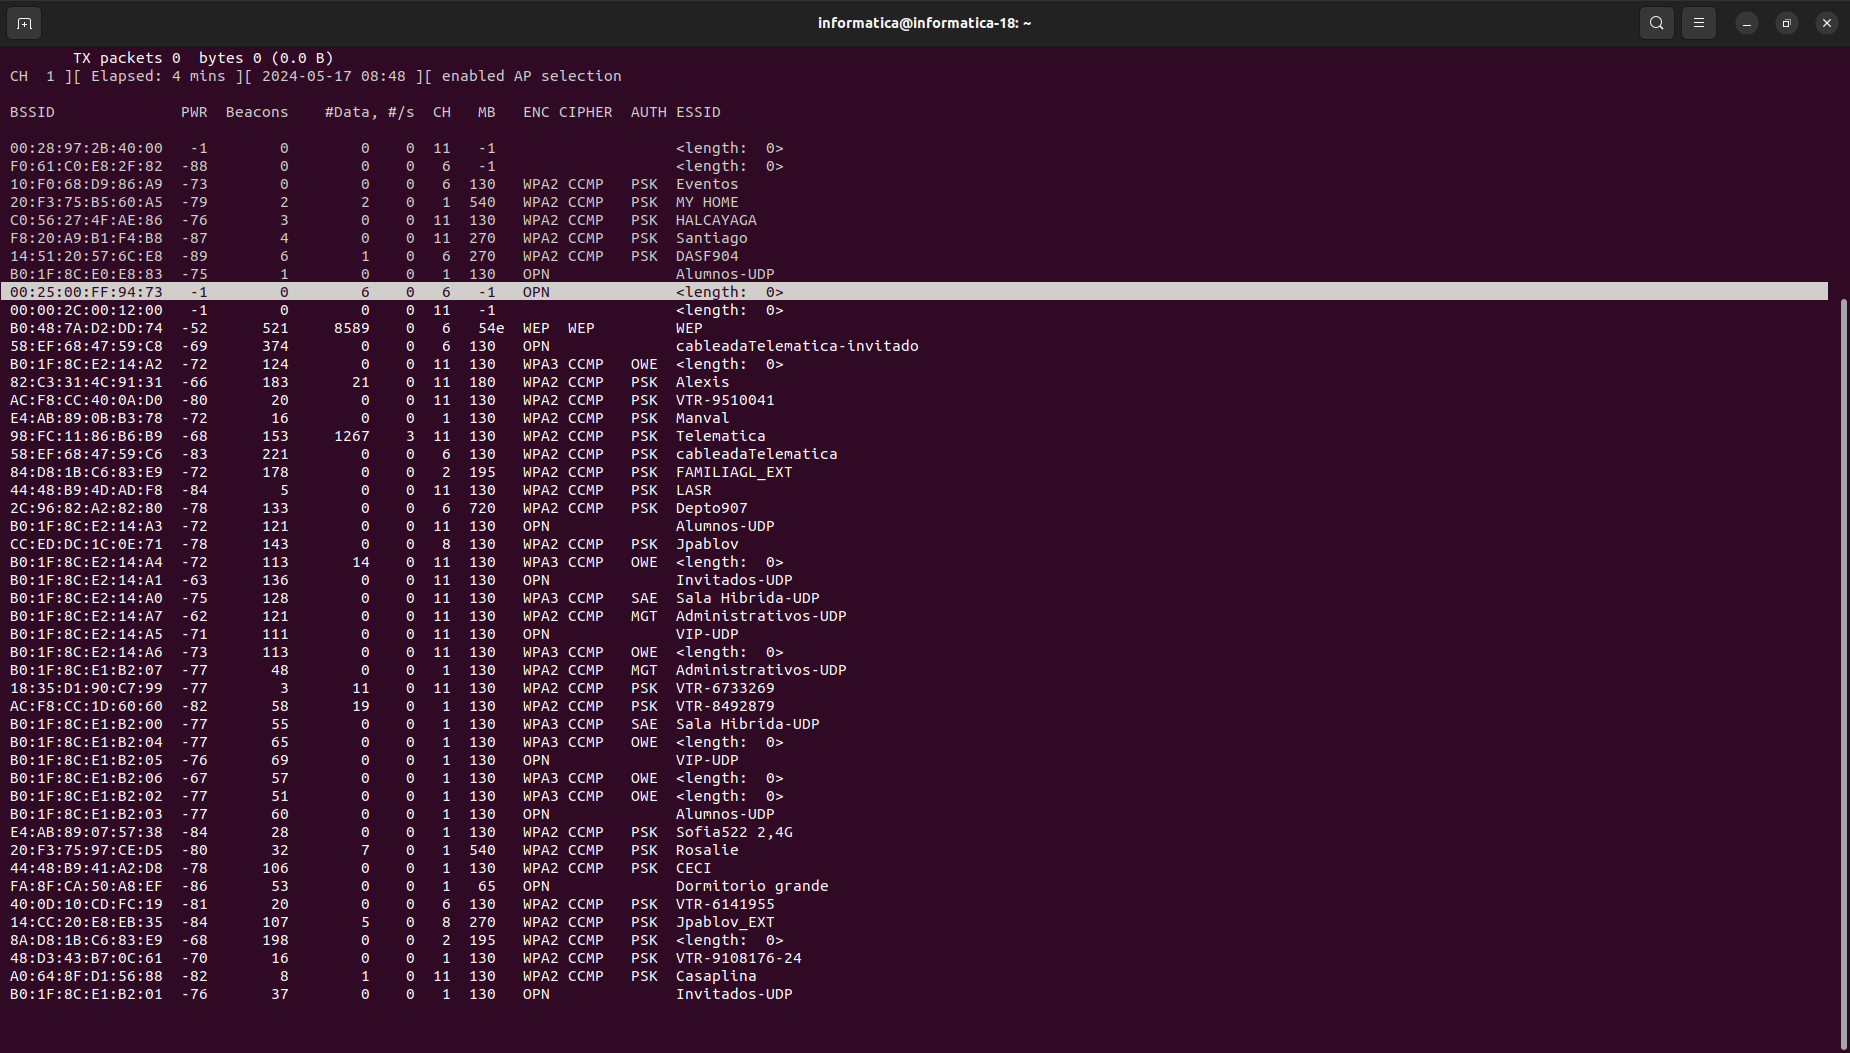 informatica@informatica-18: ~
TX packets 0  bytes 0 (0.0 B)
CH  1 ][ Elapsed: 4 mins ][ 2024-05-17 08:48 ][ enabled AP selection
BSSID              PWR  Beacons    #Data, #/s  CH   MB   ENC CIPHER  AUTH ESSID
00:28:97:2B:40:00   -1        0        0    0  11   -1                    <length:  0>
F0:61:C0:E8:2F:82  -88        0        0    0   6   -1                    <length:  0>
10:F0:68:D9:86:A9  -73        0        0    0   6  130   WPA2 CCMP   PSK  Eventos
20:F3:75:B5:60:A5  -79        2        2    0   1  540   WPA2 CCMP   PSK  MY HOME
C0:56:27:4F:AE:86  -76        3        0    0  11  130   WPA2 CCMP   PSK  HALCAYAGA
F8:20:A9:B1:F4:B8  -87        4        0    0  11  270   WPA2 CCMP   PSK  Santiago
14:51:20:57:6C:E8  -89        6        1    0   6  270   WPA2 CCMP   PSK  DASF904
B0:1F:8C:E0:E8:83  -75        1        0    0   1  130   OPN              Alumnos-UDP
00:25:00:FF:94:73   -1        0        6    0   6   -1   OPN              <length:  0>
00:00:2C:00:12:00   -1        0        0    0  11   -1                    <length:  0>
B0:48:7A:D2:DD:74  -52      521     8589    0   6   54e  WEP  WEP         WEP
58:EF:68:47:59:C8  -69      374        0    0   6  130   OPN              cableadaTelematica-invitado
B0:1F:8C:E2:14:A2  -72      124        0    0  11  130   WPA3 CCMP   OWE  <length:  0>
82:C3:31:4C:91:31  -66      183       21    0  11  180   WPA2 CCMP   PSK  Alexis
AC:F8:CC:40:0A:D0  -80       20        0    0  11  130   WPA2 CCMP   PSK  VTR-9510041
E4:AB:89:0B:B3:78  -72       16        0    0   1  130   WPA2 CCMP   PSK  Manval
98:FC:11:86:B6:B9  -68      153     1267    3  11  130   WPA2 CCMP   PSK  Telematica
58:EF:68:47:59:C6  -83      221        0    0   6  130   WPA2 CCMP   PSK  cableadaTelematica
84:D8:1B:C6:83:E9  -72      178        0    0   2  195   WPA2 CCMP   PSK  FAMILIAGL_EXT
44:48:B9:4D:AD:F8  -84        5        0    0  11  130   WPA2 CCMP   PSK  LASR
2C:96:82:A2:82:80  -78      133        0    0   6  720   WPA2 CCMP   PSK  Depto907
B0:1F:8C:E2:14:A3  -72      121        0    0  11  130   OPN              Alumnos-UDP
CC:ED:DC:1C:0E:71  -78      143        0    0   8  130   WPA2 CCMP   PSK  Jpablov
B0:1F:8C:E2:14:A4  -72      113       14    0  11  130   WPA3 CCMP   OWE  <length:  0>
B0:1F:8C:E2:14:A1  -63      136        0    0  11  130   OPN              Invitados-UDP
B0:1F:8C:E2:14:A0  -75      128        0    0  11  130   WPA3 CCMP   SAE  Sala Hibrida-UDP
B0:1F:8C:E2:14:A7  -62      121        0    0  11  130   WPA2 CCMP   MGT  Administrativos-UDP
B0:1F:8C:E2:14:A5  -71      111        0    0  11  130   OPN              VIP-UDP
B0:1F:8C:E2:14:A6  -73      113        0    0  11  130   WPA3 CCMP   OWE  <length:  0>
B0:1F:8C:E1:B2:07  -77       48        0    0   1  130   WPA2 CCMP   MGT  Administrativos-UDP
18:35:D1:90:C7:99  -77        3       11    0  11  130   WPA2 CCMP   PSK  VTR-6733269
AC:F8:CC:1D:60:60  -82       58       19    0   1  130   WPA2 CCMP   PSK  VTR-8492879
B0:1F:8C:E1:B2:00  -77       55        0    0   1  130   WPA3 CCMP   SAE  Sala Hibrida-UDP
B0:1F:8C:E1:B2:04  -77       65        0    0   1  130   WPA3 CCMP   OWE  <length:  0>
B0:1F:8C:E1:B2:05  -76       69        0    0   1  130   OPN              VIP-UDP
B0:1F:8C:E1:B2:06  -67       57        0    0   1  130   WPA3 CCMP   OWE  <length:  0>
B0:1F:8C:E1:B2:02  -77       51        0    0   1  130   WPA3 CCMP   OWE  <length:  0>
B0:1F:8C:E1:B2:03  -77       60        0    0   1  130   OPN              Alumnos-UDP
E4:AB:89:07:57:38  -84       28        0    0   1  130   WPA2 CCMP   PSK  Sofia522 2,4G
20:F3:75:97:CE:D5  -80       32        7    0   1  540   WPA2 CCMP   PSK  Rosalie
44:48:B9:41:A2:D8  -78      106        0    0   1  130   WPA2 CCMP   PSK  CECI
FA:8F:CA:50:A8:EF  -86       53        0    0   1   65   OPN              Dormitorio grande
40:0D:10:CD:FC:19  -81       20        0    0   6  130   WPA2 CCMP   PSK  VTR-6141955
14:CC:20:E8:EB:35  -84      107        5    0   8  270   WPA2 CCMP   PSK  Jpablov_EXT
8A:D8:1B:C6:83:E9  -68      198        0    0   2  195   WPA2 CCMP   PSK  <length:  0>
48:D3:43:B7:0C:61  -70       16        0    0   1  130   WPA2 CCMP   PSK  VTR-9108176-24
A0:64:8F:D1:56:88  -82        8        1    0  11  130   WPA2 CCMP   PSK  Casaplina
B0:1F:8C:E1:B2:01  -76       37        0    0   1  130   OPN              Invitados-UDP